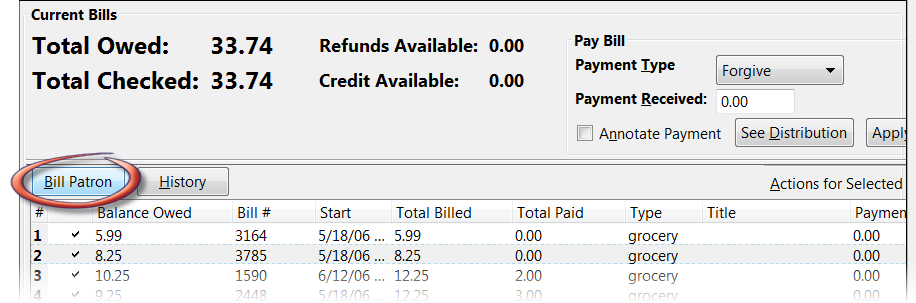 Current Bills
Total Owed: 33.74 Refunds Available: 0.00
Total Checked: 33.74 Credit Available: 0.00
Pay Bill
Payment Type Forgive
Payment Received: 0.00
Annotate Payment See Distribution Apply
Bill Patron History Actions for Selected
# Balance Owed Bill # Start Total Billed Total Paid Type Title Paymen
1 5.99 3164 5/18/06 ... 5.99 0.00 grocery 0.00
2 8.25 3785 5/18/06 ... 8.25 0.00 grocery 0.00
3 10.25 1590 6/12/06 ... 12.25 2.00 grocery 0.00
4 9.25 2448 5/18/06 ... 12.25 3.00 grocery 0.00